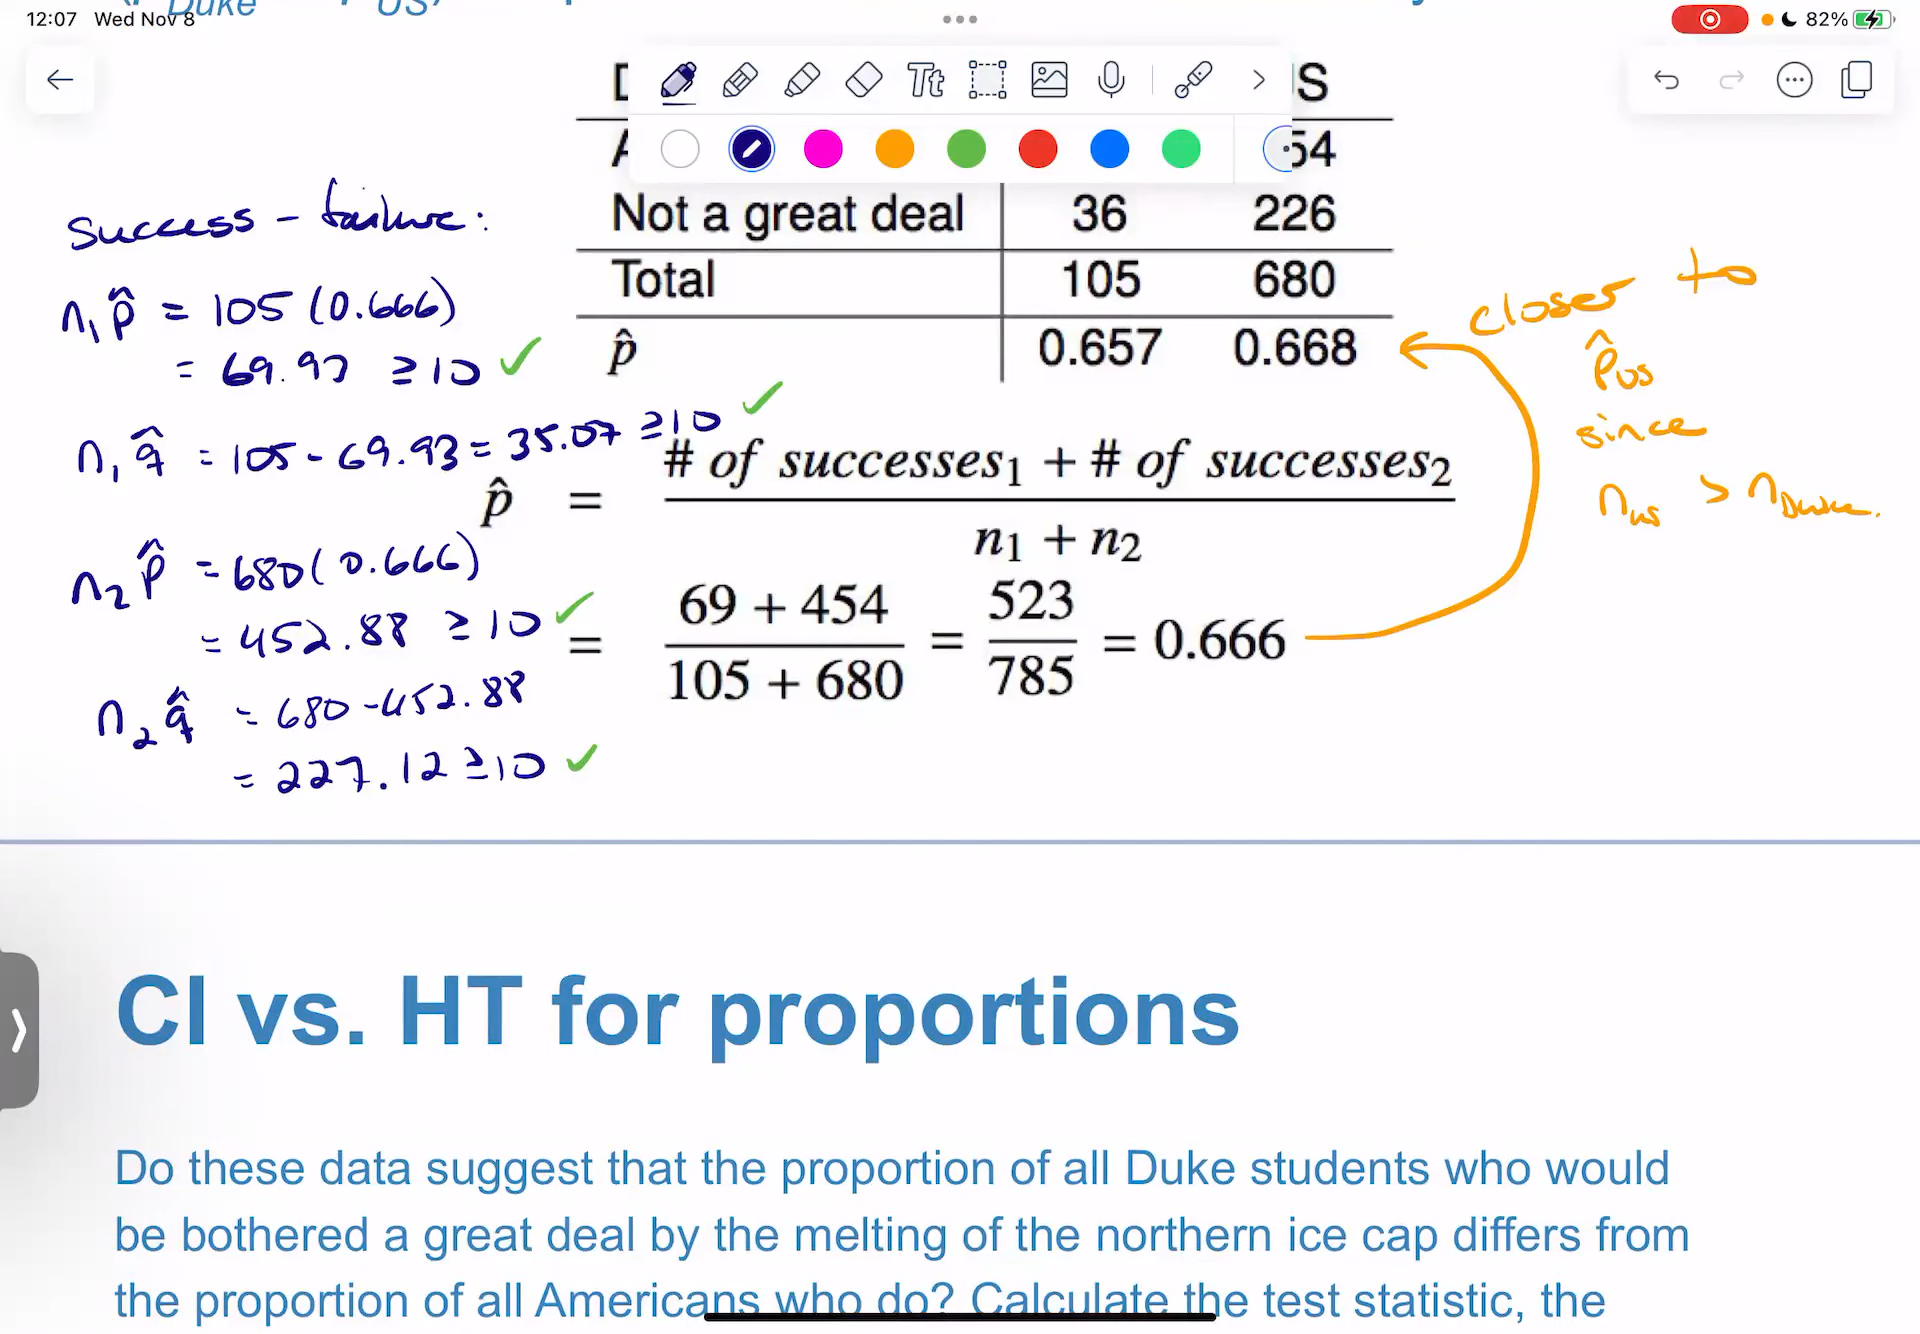 12:07 Wed Nov 8
82%
Duke US,
Tt
S
54
Not a great deal 36 226
Total 105 680
p̂ 0.657 0.668
success - failure:
n₁p̂ = 105 (0.666)
= 69.93 ≥ 10 ✓
n₁q̂ = 105 - 69.93 = 35.07 ≥ 10 ✓
n₂p̂ = 680 (0.666)
= 452.88 ≥ 10 ✓
n₂q̂ = 680 - 452.88
= 227.12 ≥ 10 ✓
p̂ = # of successes₁ + # of successes₂ / n₁ + n₂
= 69 + 454 / 105 + 680 = 523 / 785 = 0.666
closer to
p̂us
since
nus > nDuke.
CI vs. HT for proportions
Do these data suggest that the proportion of all Duke students who would
be bothered a great deal by the melting of the northern ice cap differs from
the proportion of all Americans who do? Calculate the test statistic, the